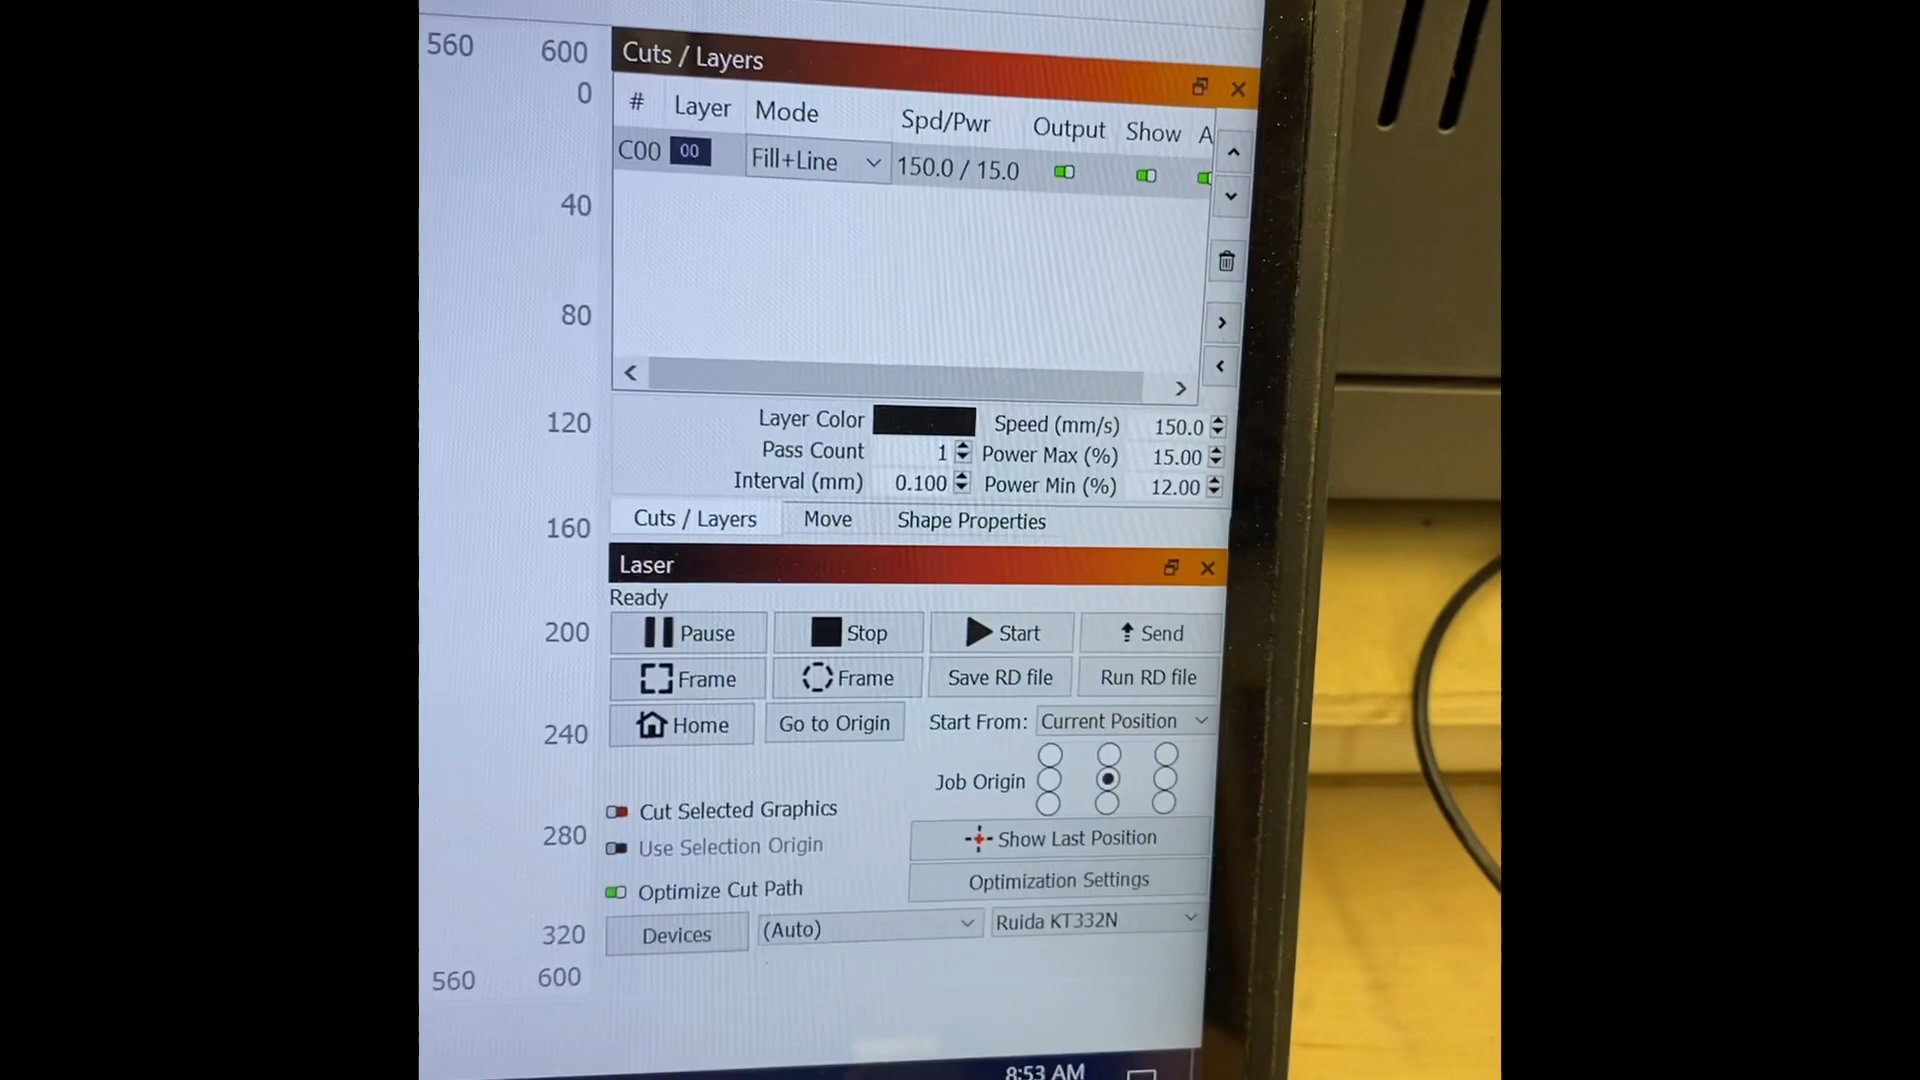 560 600
Cuts / Layers
0
# Layer Mode Spd/Pwr Output Show A
C00 00 Fill+Line 150.0 / 15.0
40
80
120
Layer Color Speed (mm/s) 150.0
Pass Count 1 Power Max (%) 15.00
Interval (mm) 0.100 Power Min (%) 12.00
160
Cuts / Layers Move Shape Properties
Laser
Ready
200
Pause Stop Start Send
Frame Frame Save RD file Run RD file
240
Home Go to Origin Start From: Current Position
Job Origin
Cut Selected Graphics
280
Use Selection Origin Show Last Position
Optimize Cut Path Optimization Settings
320
Devices (Auto) Ruida KT332N
560 600
8:53 AM